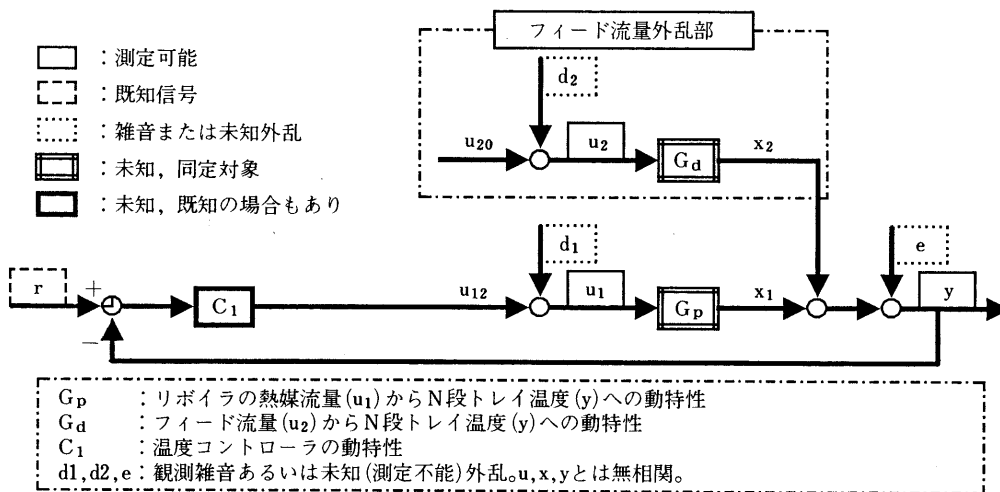 フィード流量外乱部
：測定可能
：既知信号
：雑音または未知外乱
：未知，同定対象
：未知，既知の場合もあり
d2
u20
u2
Gd
x2
r
+
−
C1
u12
d1
u1
Gp
x1
e
y
Gp ：リボイラの熱媒流量(u1)からN段トレイ温度(y)への動特性
Gd ：フィード流量(u2)からN段トレイ温度(y)への動特性
C1 ：温度コントローラの動特性
d1,d2,e：観測雑音あるいは未知(測定不能)外乱。u,x,yとは無相関。